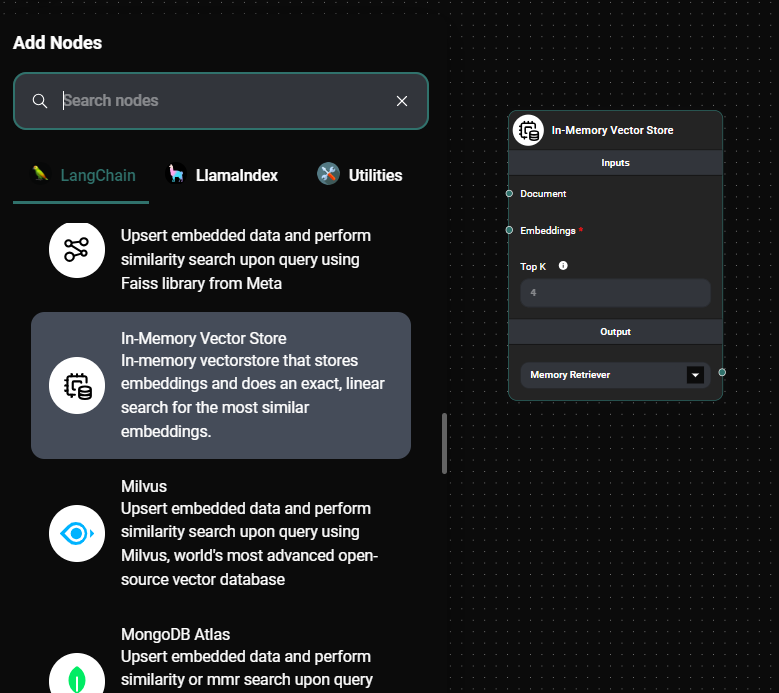 Add Nodes
Search nodes
LangChain
LlamaIndex
Utilities
Upsert embedded data and perform
similarity search upon query using
Faiss library from Meta
In-Memory Vector Store
In-memory vectorstore that stores
embeddings and does an exact, linear
search for the most similar
embeddings.
Milvus
Upsert embedded data and perform
similarity search upon query using
Milvus, world's most advanced open-
source vector database
MongoDB Atlas
Upsert embedded data and perform
similarity or mmr search upon query
In-Memory Vector Store
Inputs
Document
Embeddings *
Top K
4
Output
Memory Retriever